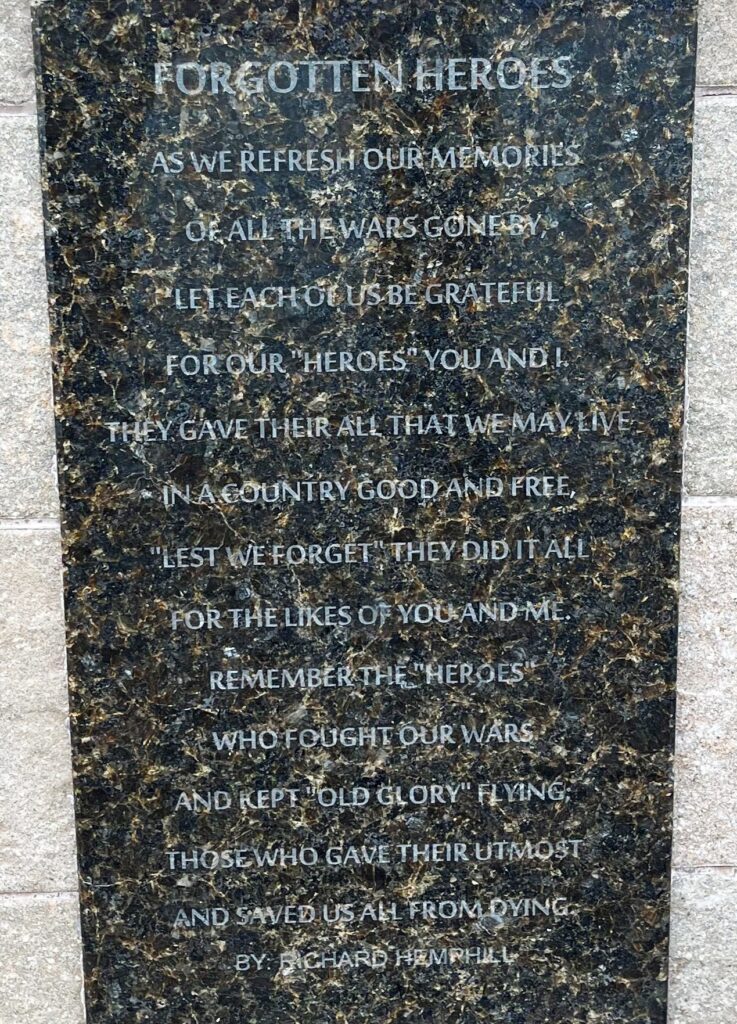 FORGOTTEN HEROES
AS WE REFRESH OUR MEMORIES
OF ALL THE WARS GONE BY,
LET EACH OF US BE GRATEFUL
FOR OUR "HEROES" YOU AND I.
THEY GAVE THEIR ALL THAT WE MAY LIVE
IN A COUNTRY GOOD AND FREE,
"LEST WE FORGET" THEY DID IT ALL
FOR THE LIKES OF YOU AND ME.
REMEMBER THE "HEROES"
WHO FOUGHT OUR WARS
AND KEPT "OLD GLORY" FLYING;
THOSE WHO GAVE THEIR UTMOST
AND SAVED US ALL FROM DYING.
BY: RICHARD HEMPHILL